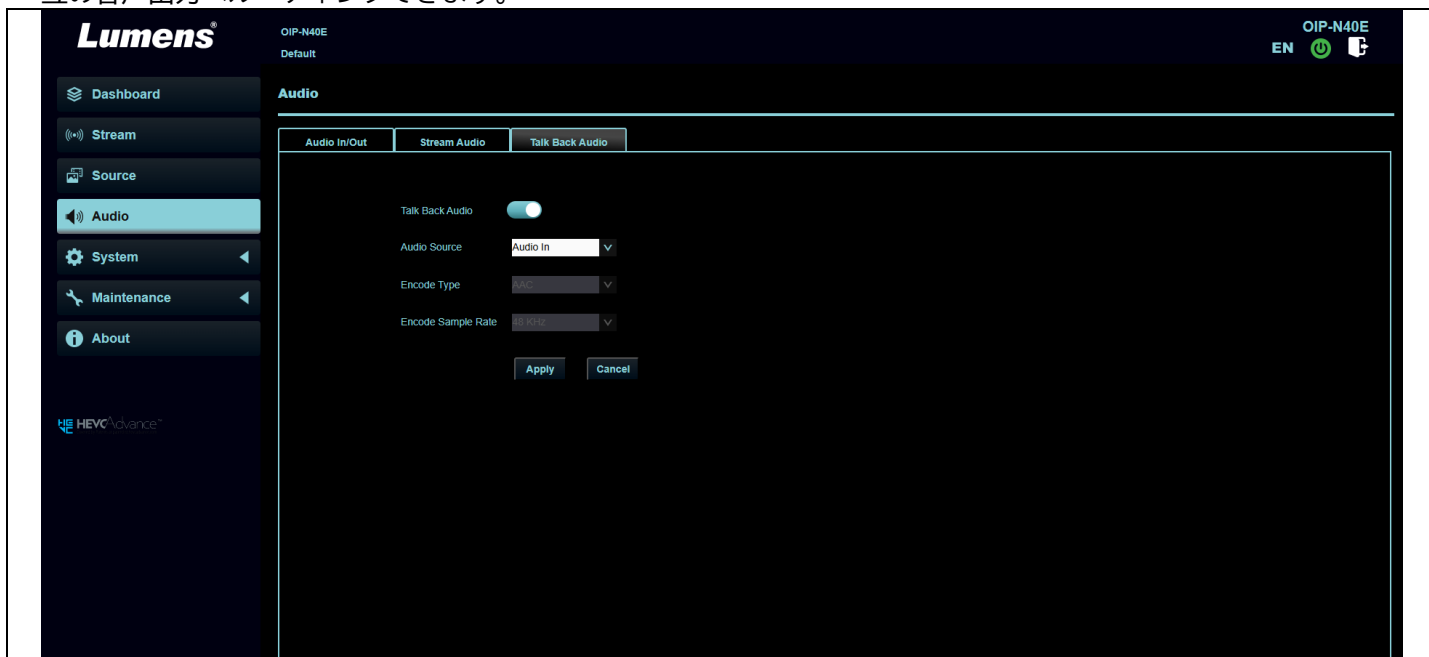 Lumens®
OIP-N40E
Default
OIP-N40E
EN
Dashboard
Stream
Source
Audio
System
Maintenance
About
HEVC Advance™
Audio
Audio In/Out
Stream Audio
Talk Back Audio
Talk Back Audio
Audio Source Audio In
Encode Type AAC
Encode Sample Rate 48 KHz
Apply Cancel